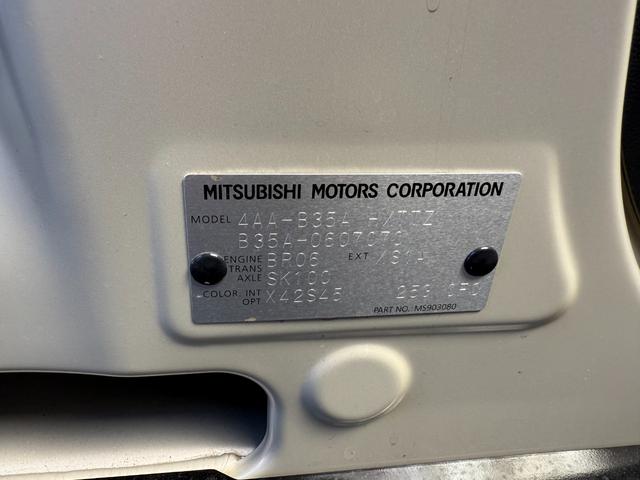 MITSUBISHI MOTORS CORPORATION
MODEL 4AA-B35A
B35A-0607070
ENGINE BR06 EXT
TRANS
AXLE SK100
COLOR. INT X42S45
OPT
PART NO. MS903080